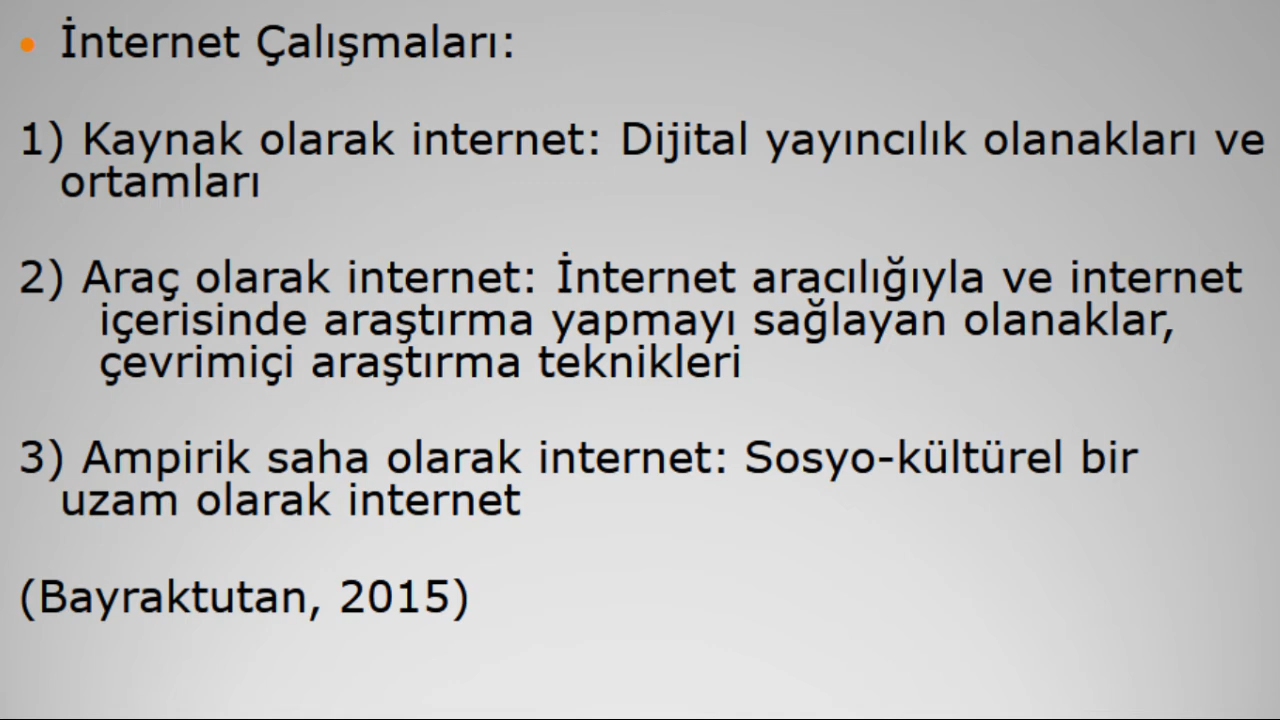 • İnternet Çalışmaları:
1) Kaynak olarak internet: Dijital yayıncılık olanakları ve
ortamları
2) Araç olarak internet: İnternet aracılığıyla ve internet
içerisinde araştırma yapmayı sağlayan olanaklar,
çevrimiçi araştırma teknikleri
3) Ampirik saha olarak internet: Sosyo-kültürel bir
uzam olarak internet
(Bayraktutan, 2015)